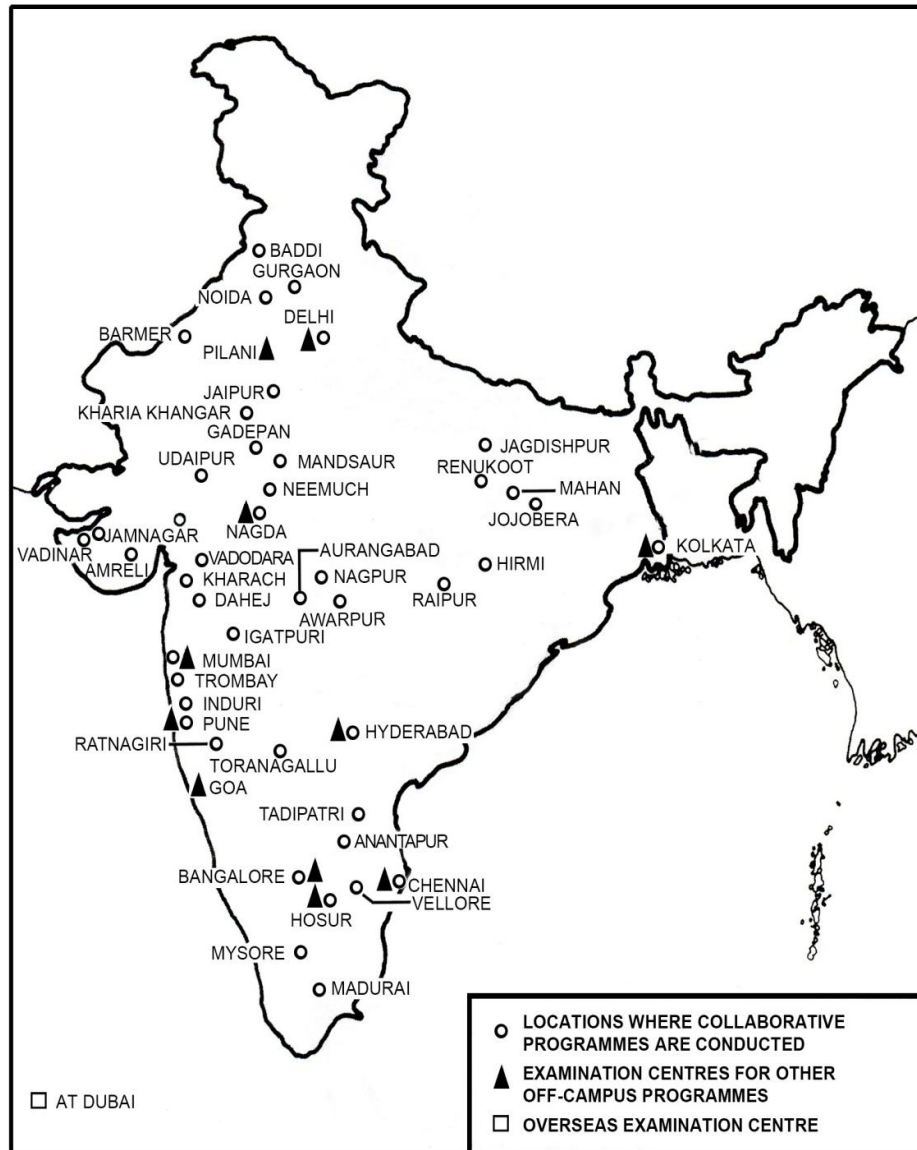 BADDI
GURGAON
NOIDA
DELHI
BARMER
PILANI
JAIPUR
KHARIA KHANGAR
GADEPAN
UDAIPUR
MANDSAUR
NEEMUCH
NAGDA
JAGDISHPUR
RENUKOOT
MAHAN
JOJOBERA
KOLKATA
JAMNAGAR
VADINAR
AMRELI
VADODARA
AURANGABAD
KHARACH
NAGPUR
HIRMI
RAIPUR
DAHEJ
AWARPUR
IGATPURI
MUMBAI
TROMBAY
INDURI
PUNE
HYDERABAD
RATNAGIRI
TORANAGALLU
GOA
TADIPATRI
ANANTAPUR
BANGALORE
CHENNAI
VELLORE
HOSUR
MYSORE
MADURAI
AT DUBAI
LOCATIONS WHERE COLLABORATIVE
PROGRAMMES ARE CONDUCTED
EXAMINATION CENTRES FOR OTHER
OFF-CAMPUS PROGRAMMES
OVERSEAS EXAMINATION CENTRE